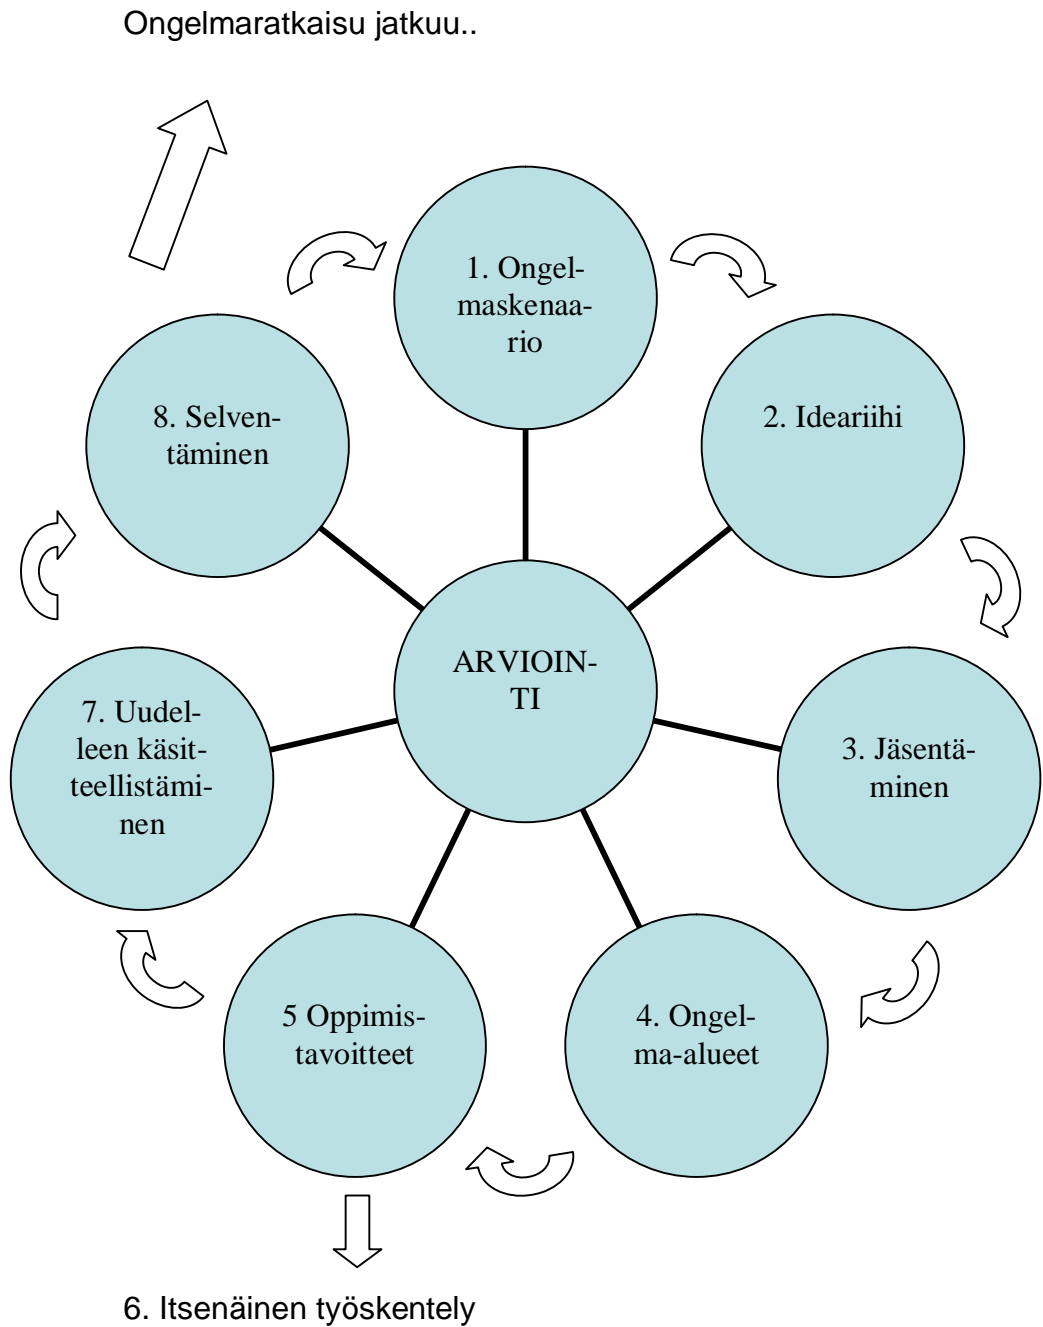 Ongelmaratkaisu jatkuu..
1. Ongel-
maskenaa-
rio
2. Ideariihi
3. Jäsentä-
minen
4. Ongel-
ma-alueet
5 Oppimis-
tavoitteet
6. Itsenäinen työskentely
7. Uudel-
leen käsit-
teellistämi-
nen
8. Selven-
täminen
ARVIOIN-
TI